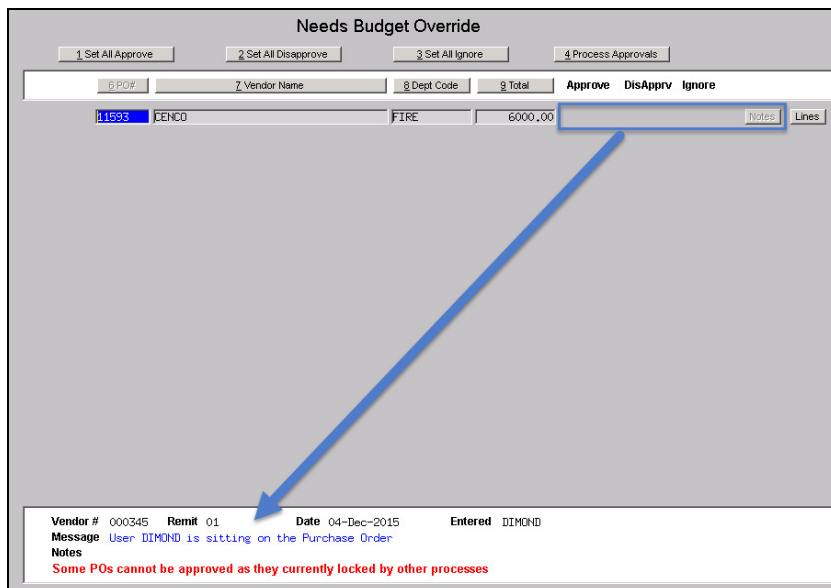 Needs Budget Override
1 Set All Approve 2 Set All Disapprove 3 Set All Ignore 4 Process Approvals
6 PO# 7 Vendor Name 8 Dept Code 9 Total Approve DisApprv Ignore
11593 CENCO FIRE 6000.00 Notes Lines
Vendor # 000345 Remit 01 Date 04-Dec-2015 Entered DIMOND
Message User DIMOND is sitting on the Purchase Order
Notes
Some POs cannot be approved as they currently locked by other processes